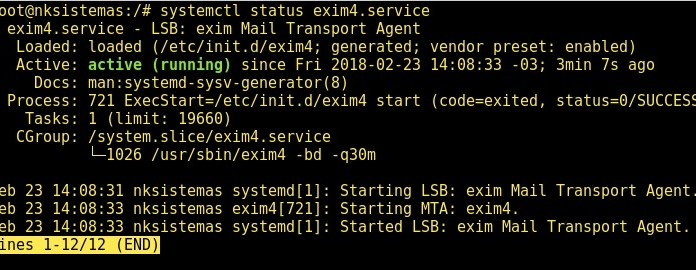 oot@nksistemas:/# systemctl status exim4.service
exim4.service - LSB: exim Mail Transport Agent
Loaded: loaded (/etc/init.d/exim4; generated; vendor preset: enabled)
Active: active (running) since Fri 2018-02-23 14:08:33 -03; 3min 7s ago
Docs: man:systemd-sysv-generator(8)
Process: 721 ExecStart=/etc/init.d/exim4 start (code=exited, status=0/SUCCESS
Tasks: 1 (limit: 19660)
CGroup: /system.slice/exim4.service
└─1026 /usr/sbin/exim4 -bd -q30m
eb 23 14:08:31 nksistemas systemd[1]: Starting LSB: exim Mail Transport Agent.
eb 23 14:08:33 nksistemas exim4[721]: Starting MTA: exim4.
eb 23 14:08:33 nksistemas systemd[1]: Started LSB: exim Mail Transport Agent.
ines 1-12/12 (END)